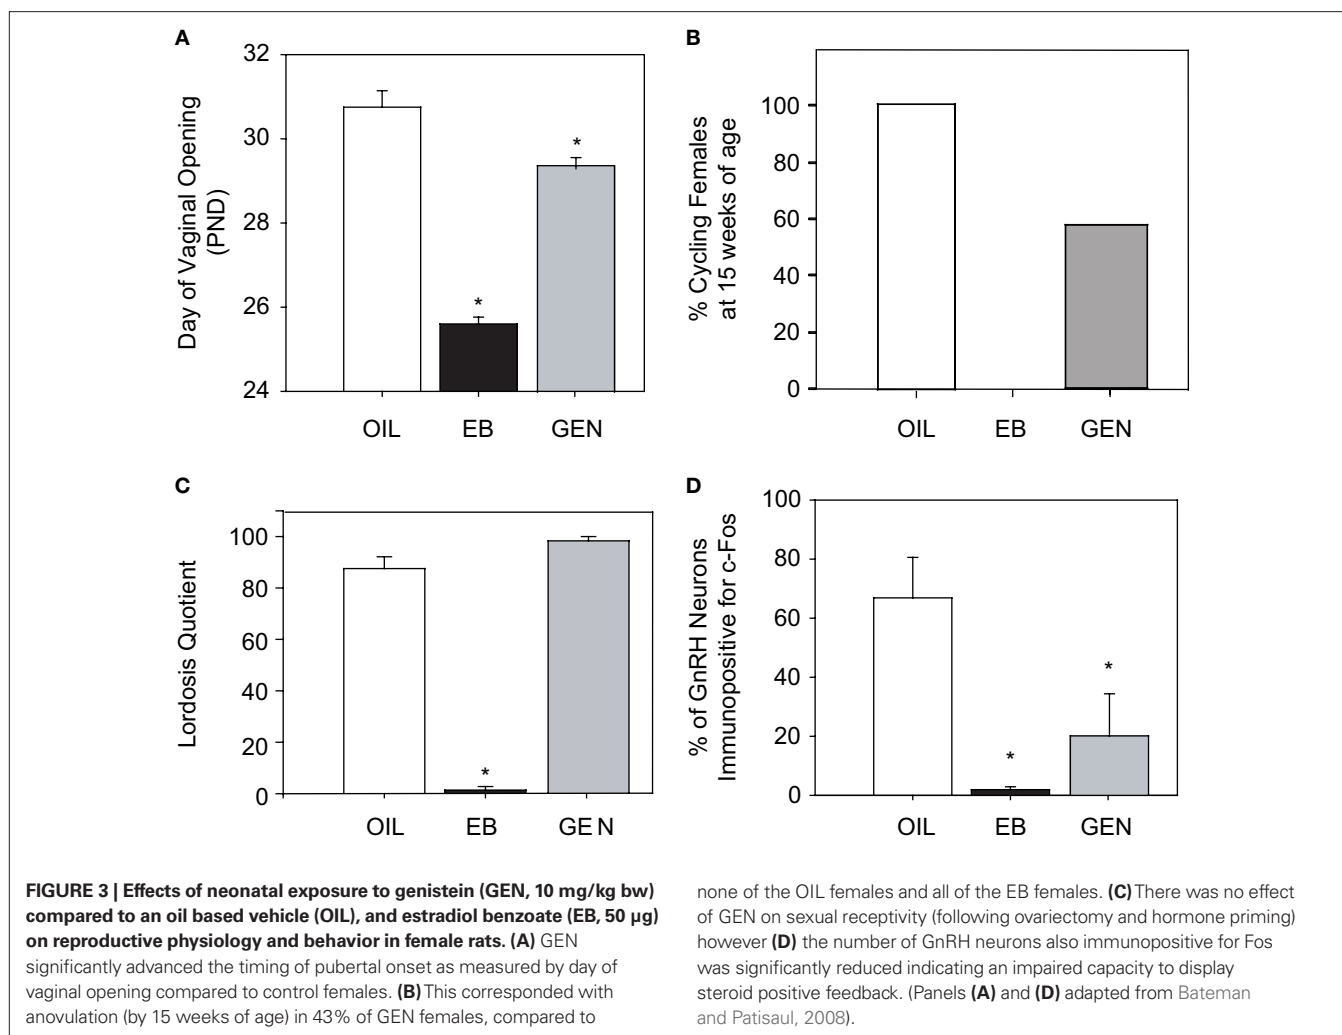 A
32
30
28
26
24
Day of Vaginal Opening
(PND)
*
*
OIL EB GEN
B
100
80
60
40
20
0
% Cycling Females
at 15 weeks of age
OIL EB GEN
C
100
80
60
40
20
0
Lordosis Quotient
*
OIL EB GE N
D
100
80
60
40
20
0
% of GnRH Neurons
Immunopositive for c-Fos
*
*
OIL EB GEN
FIGURE 3 | Effects of neonatal exposure to genistein (GEN, 10 mg/kg bw)
compared to an oil based vehicle (OIL), and estradiol benzoate (EB, 50 µg)
on reproductive physiology and behavior in female rats. (A) GEN
significantly advanced the timing of pubertal onset as measured by day of
vaginal opening compared to control females. (B) This corresponded with
anovulation (by 15 weeks of age) in 43% of GEN females, compared to
none of the OIL females and all of the EB females. (C) There was no effect
of GEN on sexual receptivity (following ovariectomy and hormone priming)
however (D) the number of GnRH neurons also immunopositive for Fos
was significantly reduced indicating an impaired capacity to display
steroid positive feedback. (Panels (A) and (D) adapted from Bateman
and Patisaul, 2008).